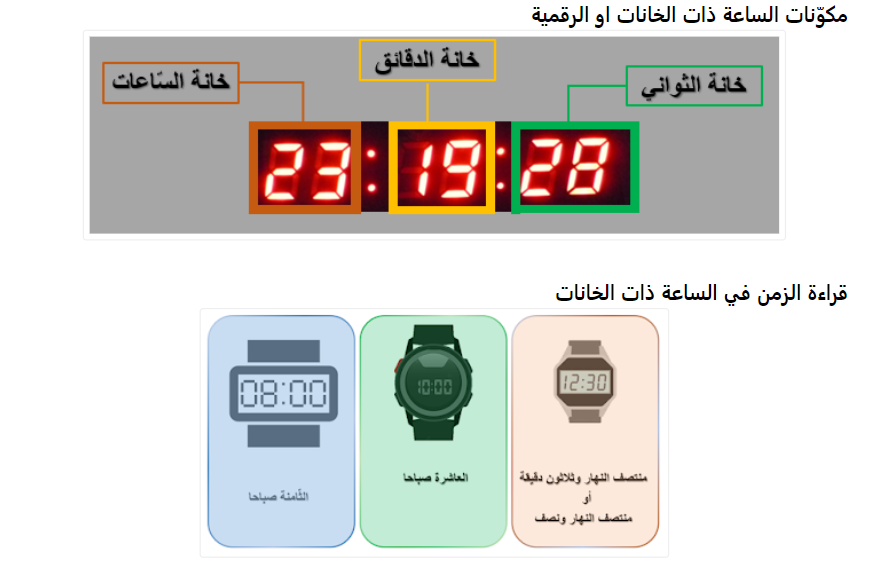 مكوّنات الساعة ذات الخانات او الرقمية
خانة الدقائق
خانة الثواني
خانة السّاعات
23:19:28
قراءة الزمن في الساعة ذات الخانات
12:30
منتصف النهار وثلاثون دقيقة
أو
منتصف النهار ونصف
10:00
العاشرة صباحا
08:00
الثّامنة صباحا